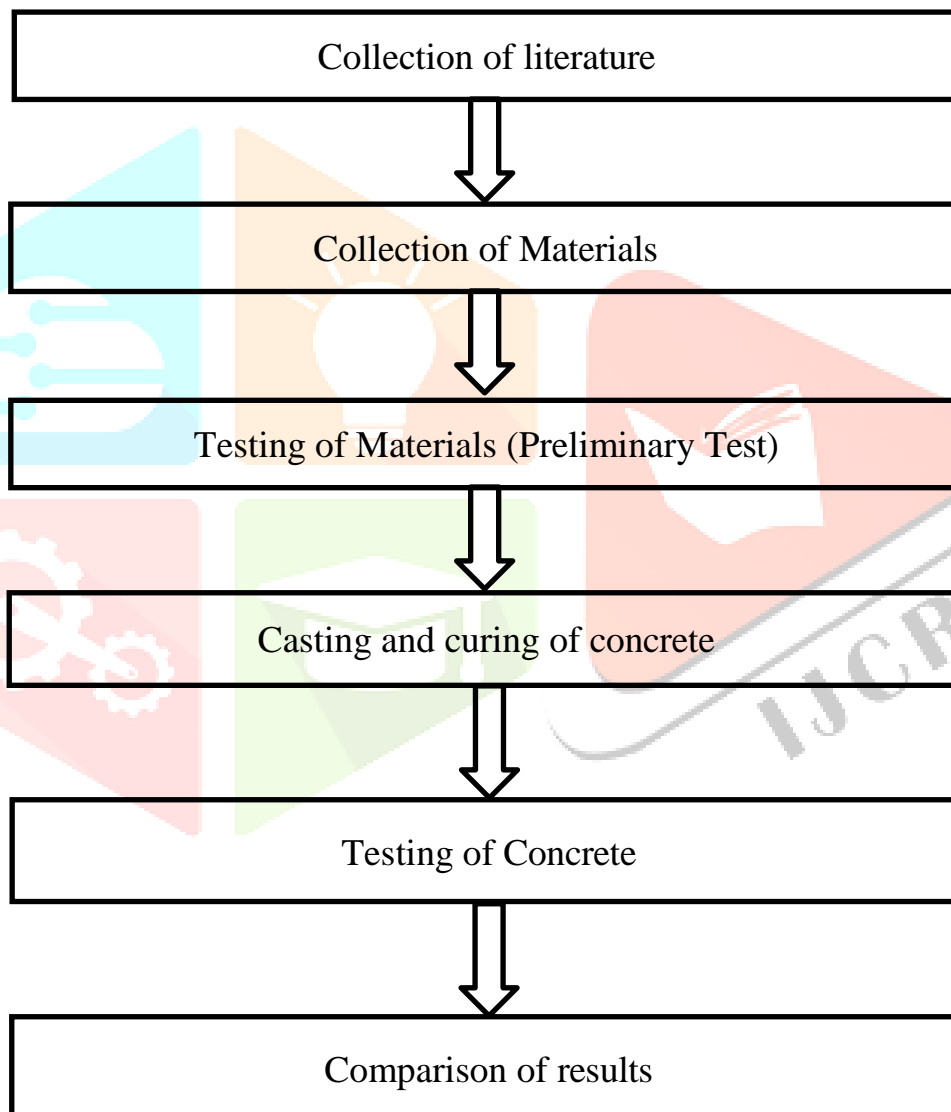 Collection of literature
Collection of Materials
Testing of Materials (Preliminary Test)
Casting and curing of concrete
IJCR
Testing of Concrete
Comparison of results